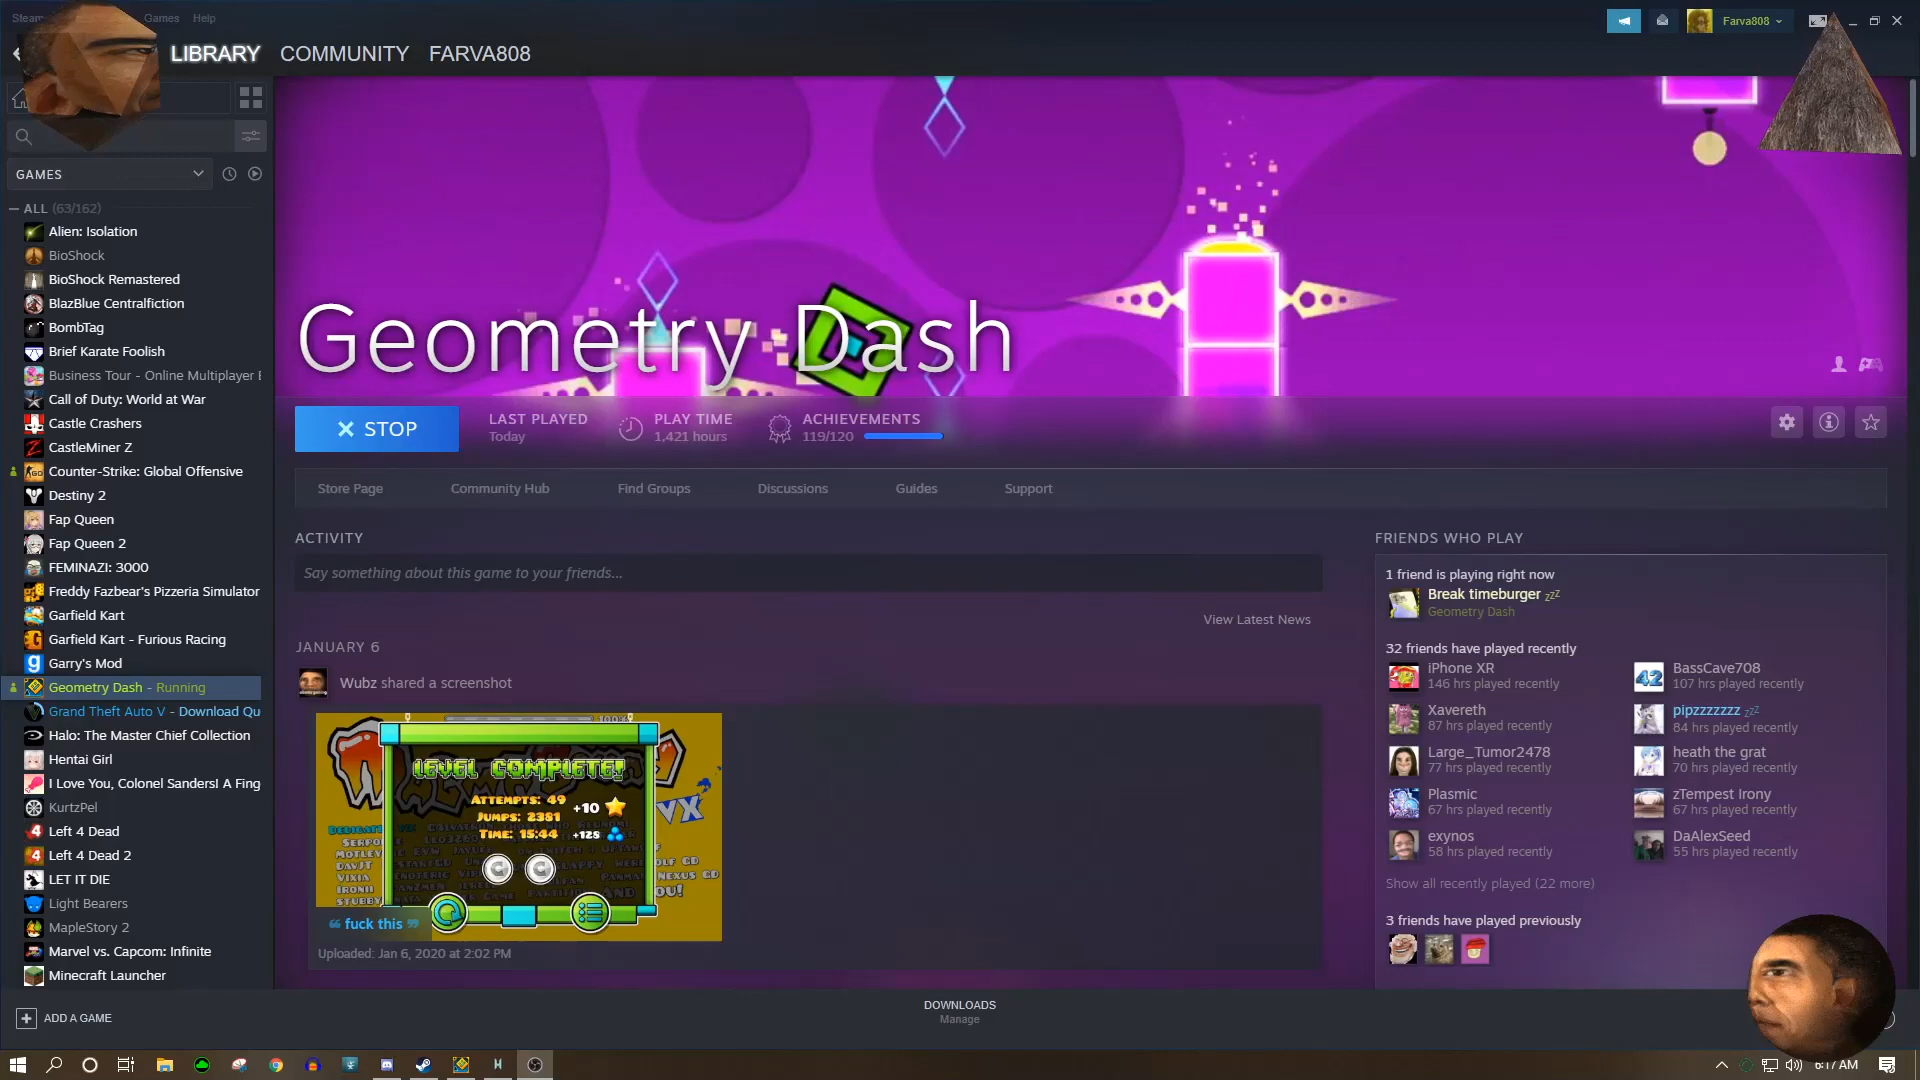 Steam
Games
Help
Farva808
LIBRARY
COMMUNITY
FARVA808
GAMES
ALL (63/162)
Alien: Isolation
BioShock
BioShock Remastered
BlazBlue Centralfiction
BombTag
Brief Karate Foolish
Business Tour - Online Multiplayer
Call of Duty: World at War
Castle Crashers
CastleMiner Z
Counter-Strike: Global Offensive
Destiny 2
Fap Queen
Fap Queen 2
FEMINAZI: 3000
Freddy Fazbear's Pizzeria Simulator
Garfield Kart
Garfield Kart - Furious Racing
Garry's Mod
Geometry Dash - Running
Grand Theft Auto V - Download Qu
Halo: The Master Chief Collection
Hentai Girl
I Love You, Colonel Sanders! A Fing
KurtzPel
Left 4 Dead
Left 4 Dead 2
LET IT DIE
Light Bearers
MapleStory 2
Marvel vs. Capcom: Infinite
Minecraft Launcher
ADD A GAME
Geometry Dash
STOP
LAST PLAYED
Today
PLAY TIME
1,421 hours
ACHIEVEMENTS
119/120
Store Page
Community Hub
Find Groups
Discussions
Guides
Support
ACTIVITY
Say something about this game to your friends...
View Latest News
JANUARY 6
Wubz shared a screenshot
100%
LEVEL COMPLETE!
ATTEMPTS: 49
+10
JUMPS: 2381
TIME: 15:44
+125
VX
YOU!
“ fuck this ”
Uploaded: Jan 6, 2020 at 2:02 PM
FRIENDS WHO PLAY
1 friend is playing right now
Break timeburger zzz
Geometry Dash
32 friends have played recently
iPhone XR
146 hrs played recently
BassCave708
107 hrs played recently
Xavereth
87 hrs played recently
pipzzzzzzz zzz
84 hrs played recently
Large_Tumor2478
77 hrs played recently
heath the grat
70 hrs played recently
Plasmic
67 hrs played recently
zTempest Irony
67 hrs played recently
exynos
58 hrs played recently
DaAlexSeed
55 hrs played recently
Show all recently played (22 more)
3 friends have played previously
DOWNLOADS
Manage
6:17 AM